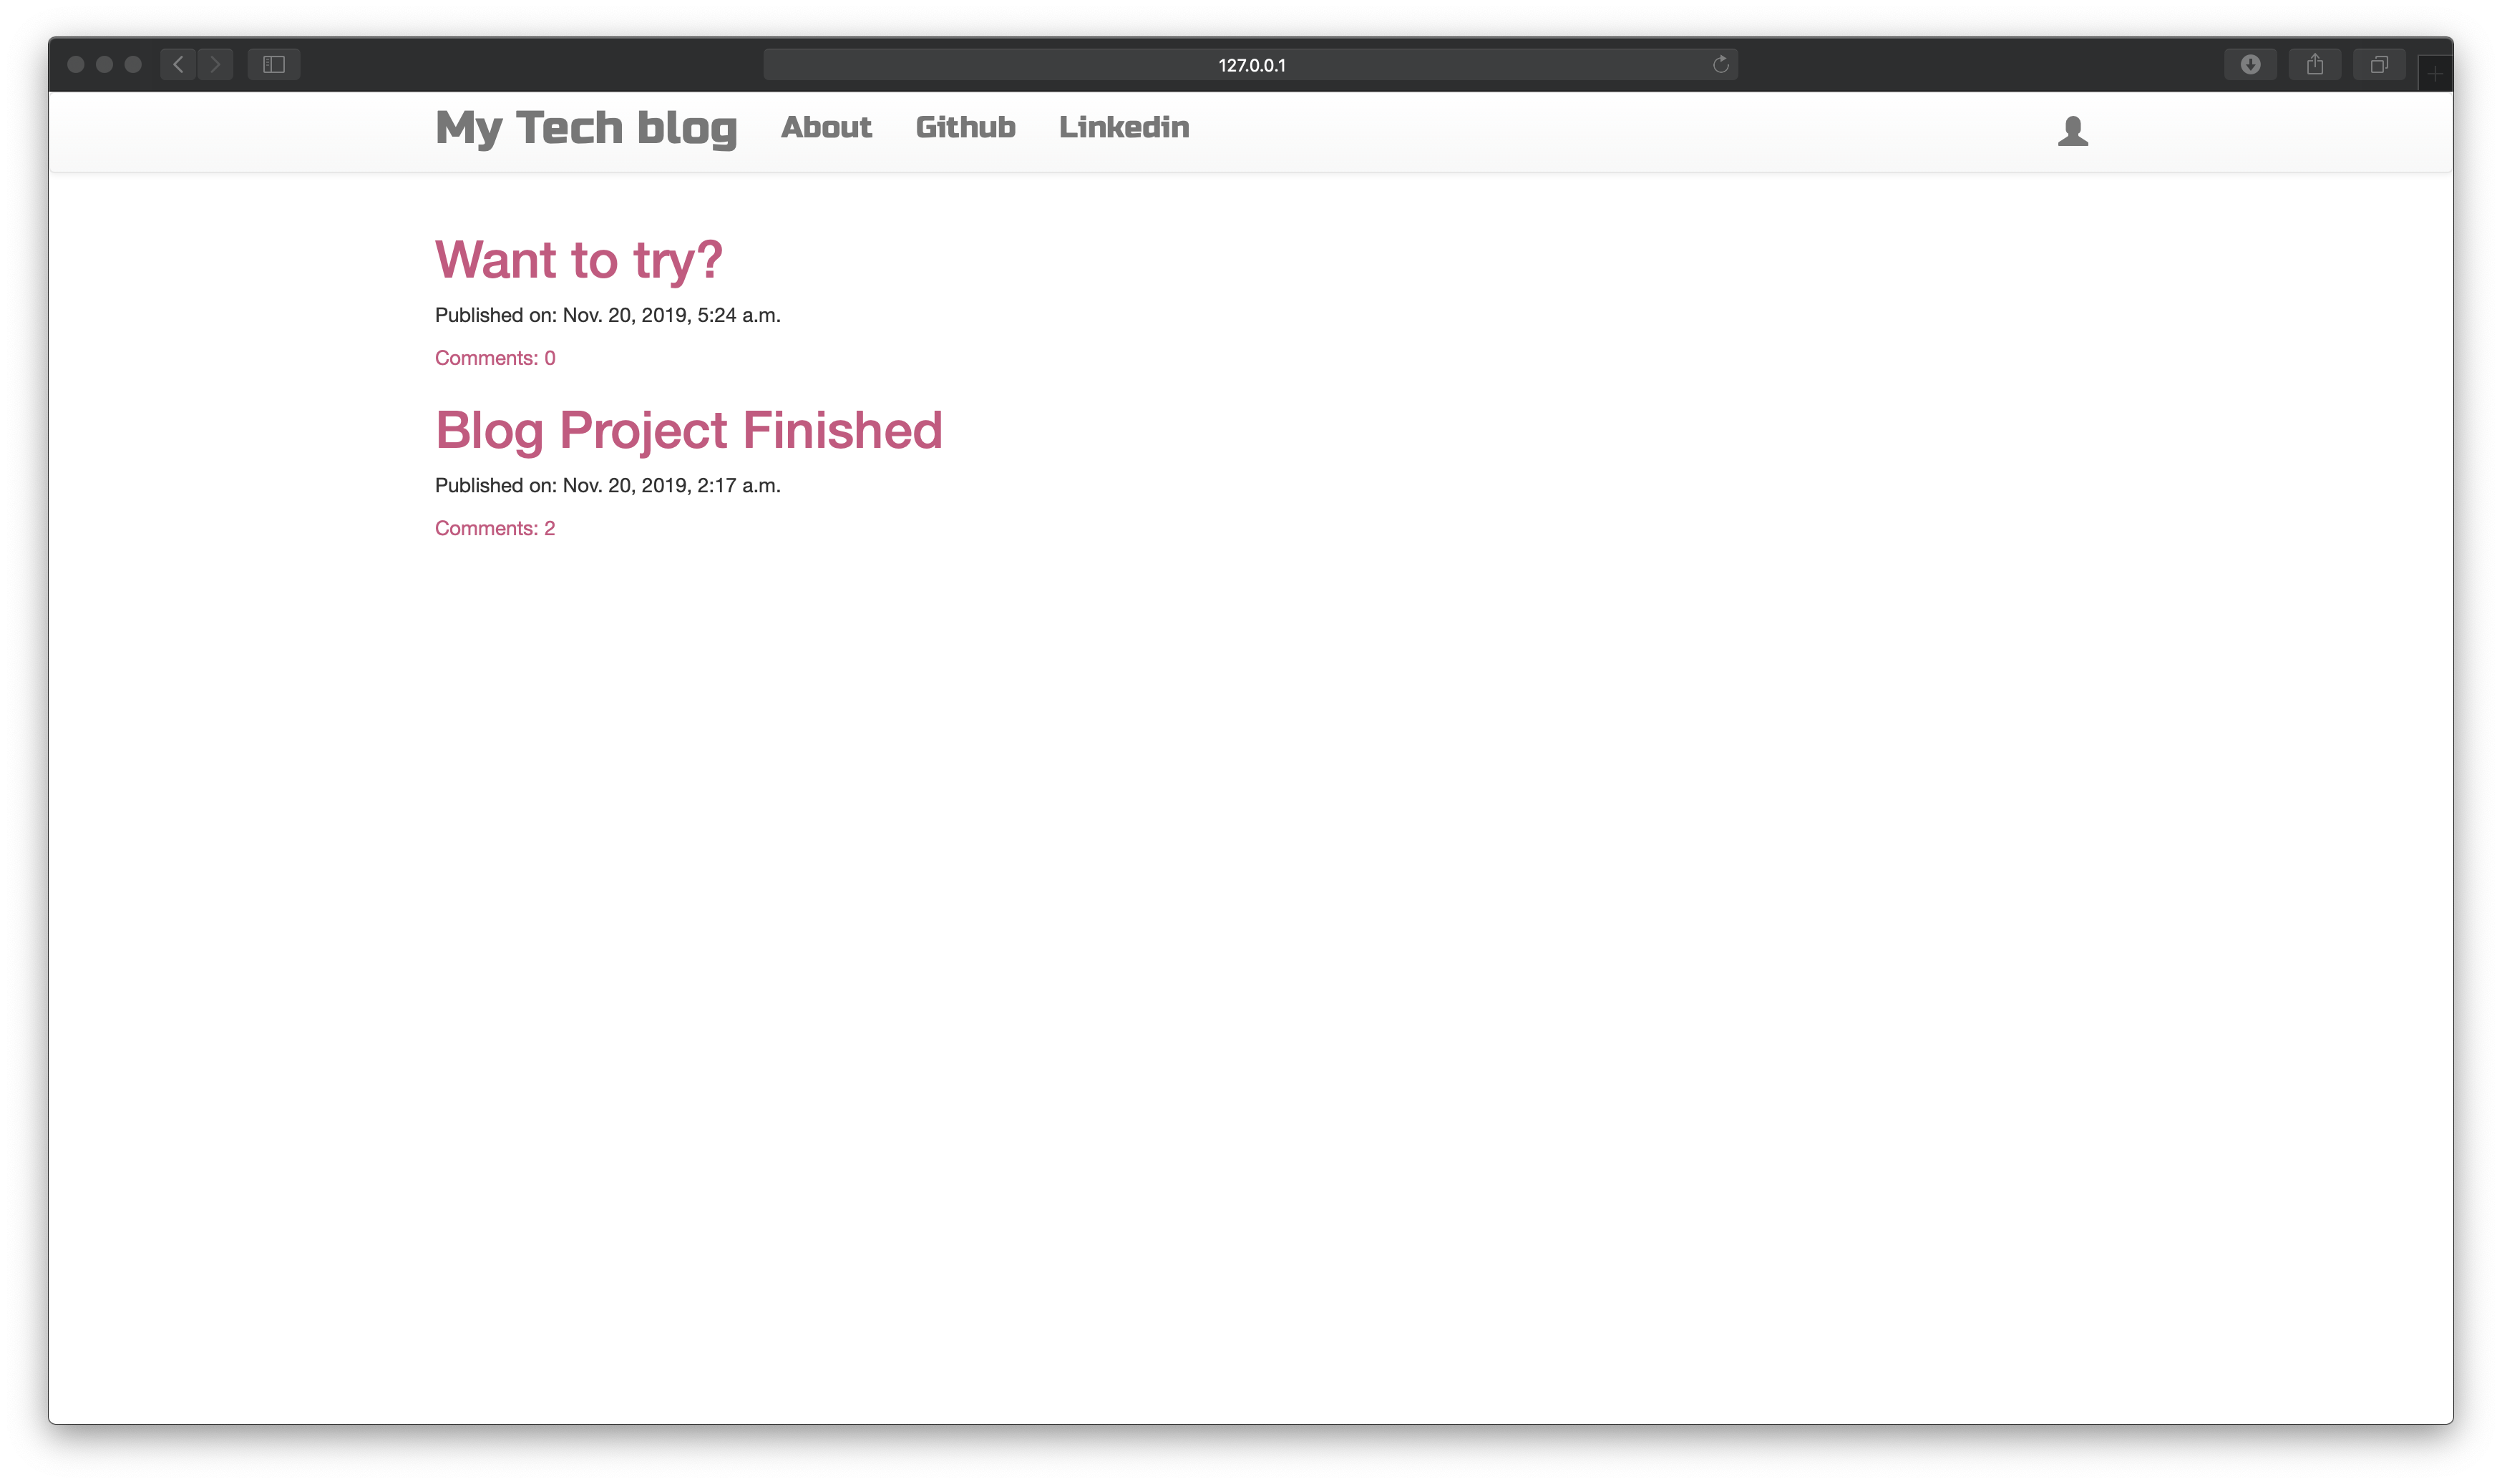 127.0.0.1
My Tech blog About Github Linkedin
Want to try?
Published on: Nov. 20, 2019, 5:24 a.m.
Comments: 0
Blog Project Finished
Published on: Nov. 20, 2019, 2:17 a.m.
Comments: 2